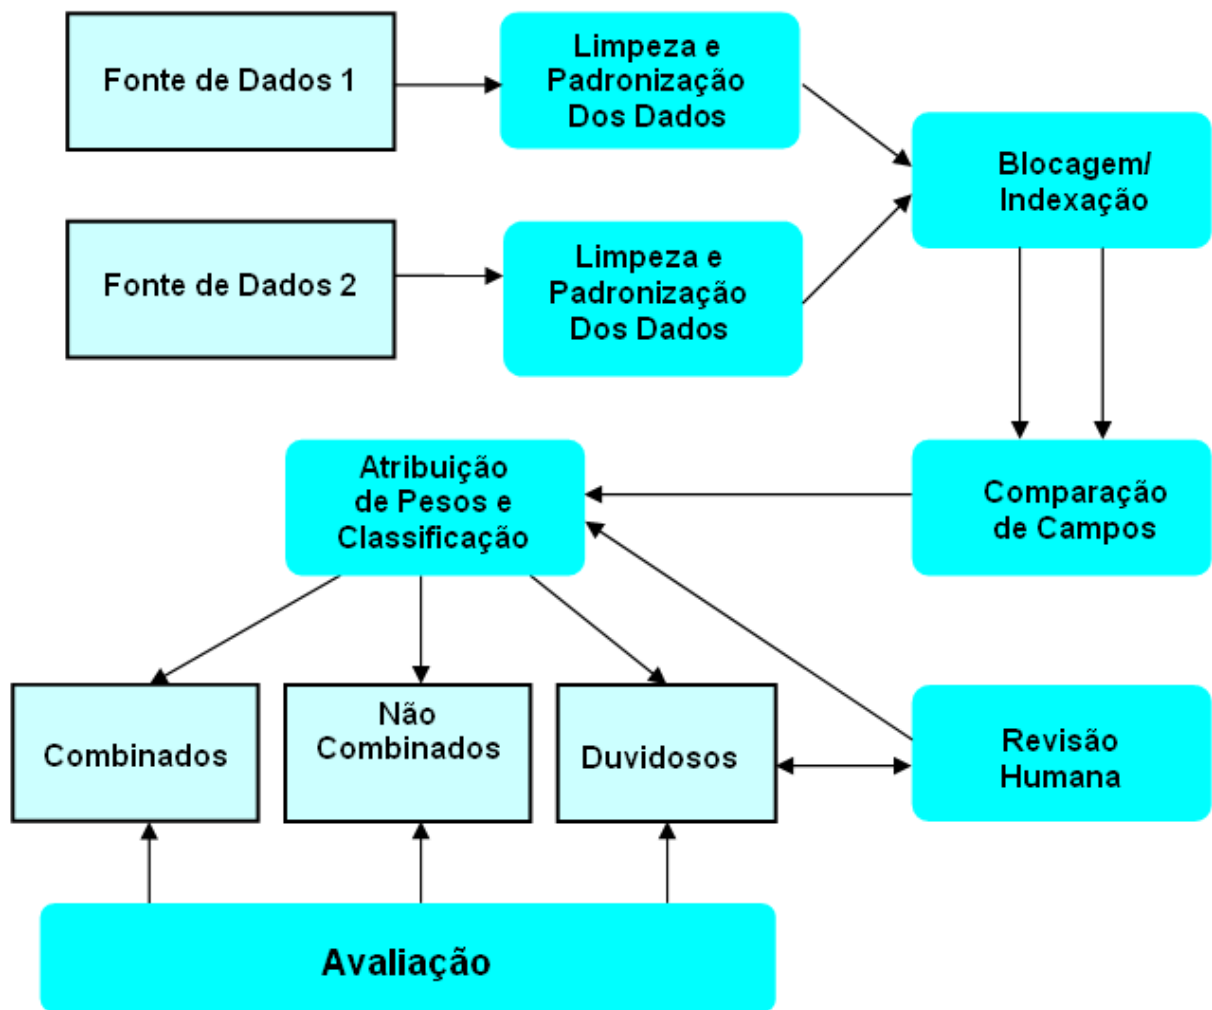 Fonte de Dados 1
Limpeza e
Padronização
Dos Dados
Blocagem/
Indexação
Fonte de Dados 2
Limpeza e
Padronização
Dos Dados
Atribuição
de Pesos e
Classificação
Comparação
de Campos
Combinados
Não
Combinados
Duvidosos
Revisão
Humana
Avaliação